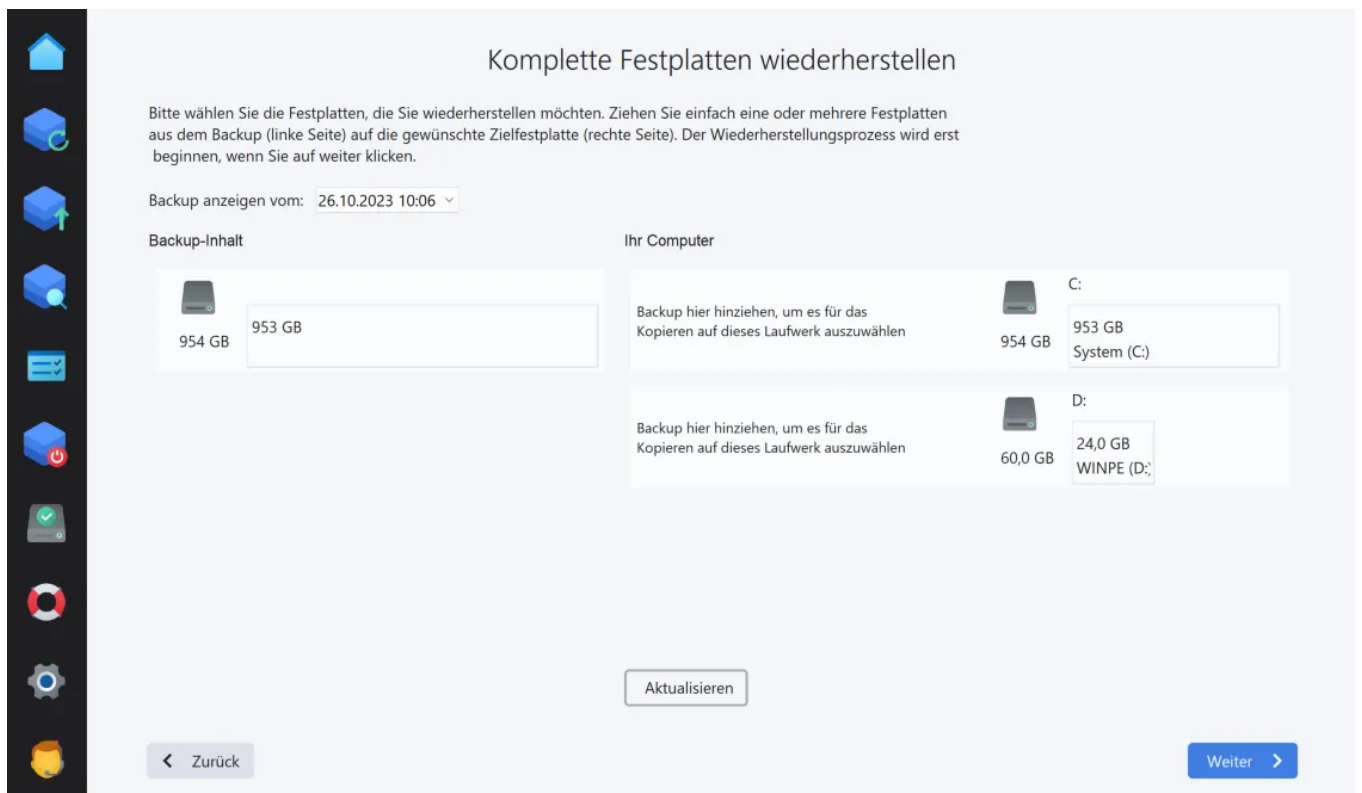 Komplette Festplatten wiederherstellen
Bitte wählen Sie die Festplatten, die Sie wiederherstellen möchten. Ziehen Sie einfach eine oder mehrere Festplatten
aus dem Backup (linke Seite) auf die gewünschte Zielfestplatte (rechte Seite). Der Wiederherstellungsprozess wird erst
beginnen, wenn Sie auf weiter klicken.
Backup anzeigen vom: 26.10.2023 10:06
Backup-Inhalt
954 GB
953 GB
Ihr Computer
Backup hier hinziehen, um es für das
Kopieren auf dieses Laufwerk auszuwählen
954 GB
C:
953 GB
System (C:)
Backup hier hinziehen, um es für das
Kopieren auf dieses Laufwerk auszuwählen
60,0 GB
D:
24,0 GB
WINPE (D:)
Aktualisieren
Zurück
Weiter